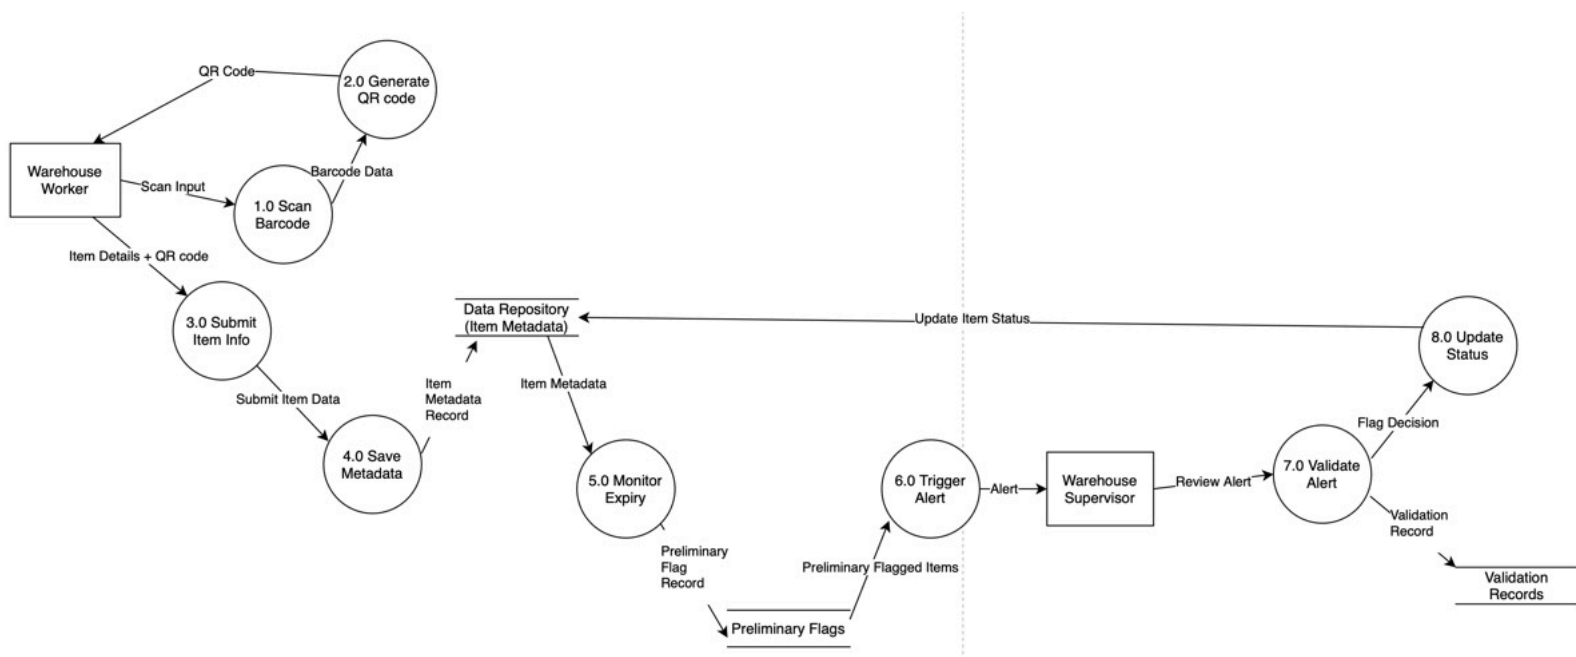 QR Code
2.0 Generate
QR code
Warehouse
Worker
Scan Input
Barcode Data
1.0 Scan
Barcode
Item Details + QR code
3.0 Submit
Item Info
Submit Item Data
4.0 Save
Metadata
Item
Metadata
Record
Data Repository
(Item Metadata)
Item Metadata
5.0 Monitor
Expiry
Preliminary
Flag
Record
Preliminary Flags
Preliminary Flagged Items
6.0 Trigger
Alert
Alert
Warehouse
Supervisor
Review Alert
7.0 Validate
Alert
Flag Decision
8.0 Update
Status
Update Item Status
Validation
Record
Validation
Records